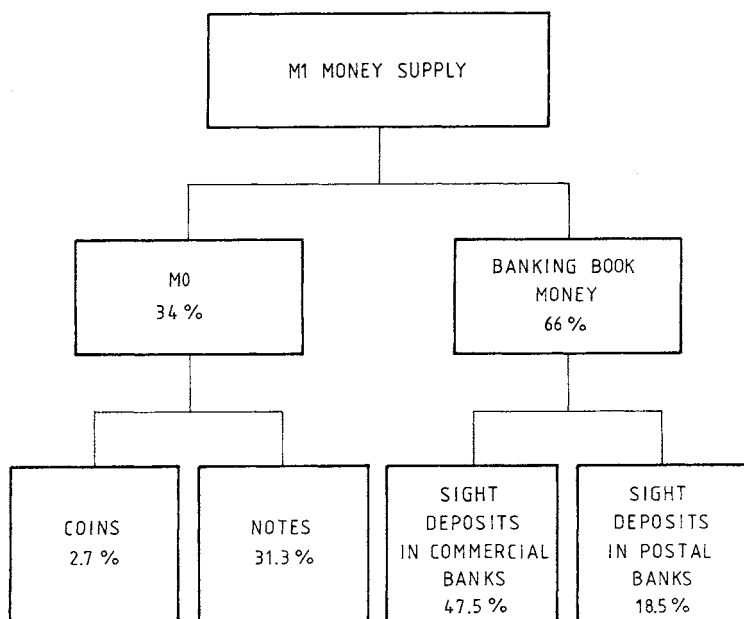 M1 MONEY SUPPLY
M0
34 %
BANKING BOOK
MONEY
66 %
COINS
2.7 %
NOTES
31.3 %
SIGHT
DEPOSITS
IN COMMERCIAL
BANKS
47.5 %
SIGHT
DEPOSITS
IN POSTAL
BANKS
18.5 %